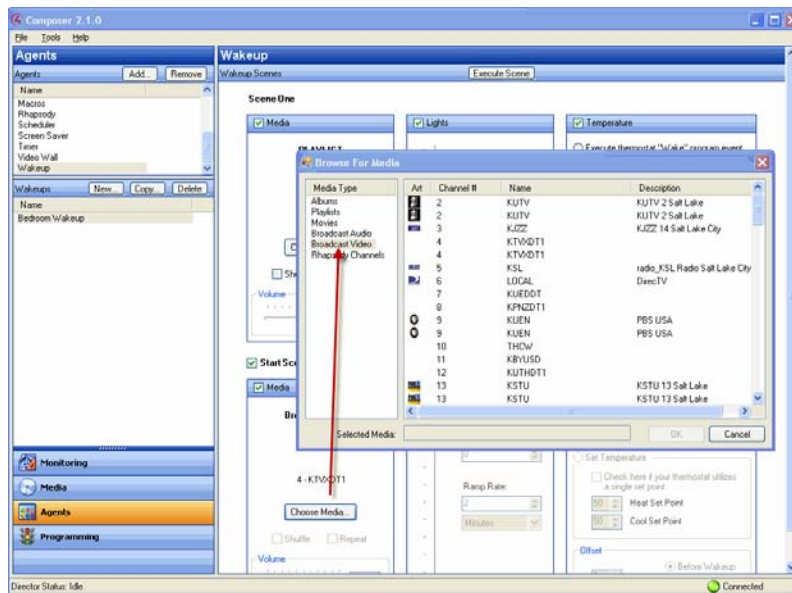 Composer 2.1.0
File Tools Help
Agents
Agents Add... Remove
Name
Macros
Rhapsody
Scheduler
Screen Saver
Timer
Video Wall
Wakeup
Wakeups New... Copy... Delete
Name
Bedroom Wakeup
Monitoring
Media
Agents
Programming
Director Status: Idle
Connected
Wakeup
Wakeup Scenes Execute Scene
Scene One
Media
Lights
Temperature
PLAYLIST
Execute thermostat "Wake" program event
Volume
Start
Media
4 - KTVXDT1
Choose Media...
Shuffle Repeat
Volume
Ramp Rate:
2
Minutes
Set Temperature
Check here if your thermostat utilizes
a single set point
Heat Set Point
Cool Set Point
Offset
Before Wakeup
Browse For Media
Media Type
Albums
Playlists
Movies
Broadcast Audio
Broadcast Video
Rhapsody Channels
Art Channel # Name Description
2 KUTV KUTV 2 Salt Lake
2 KUTV KUTV 2 Salt Lake
3 KJZZ KJZZ 14 Salt Lake City
4 KTVXDT1
4 KTVXDT1
5 KSL radio_KSL Radio Salt Lake City
6 LOCAL DirecTV
7 KUEDDT
8 KPNZDT1
9 KUEN PBS USA
9 KUEN PBS USA
10 THCW
11 KBYUSD
12 KUTHDT1
13 KSTU KSTU 13 Salt Lake
13 KSTU KSTU 13 Salt Lake
Selected Media:
OK Cancel